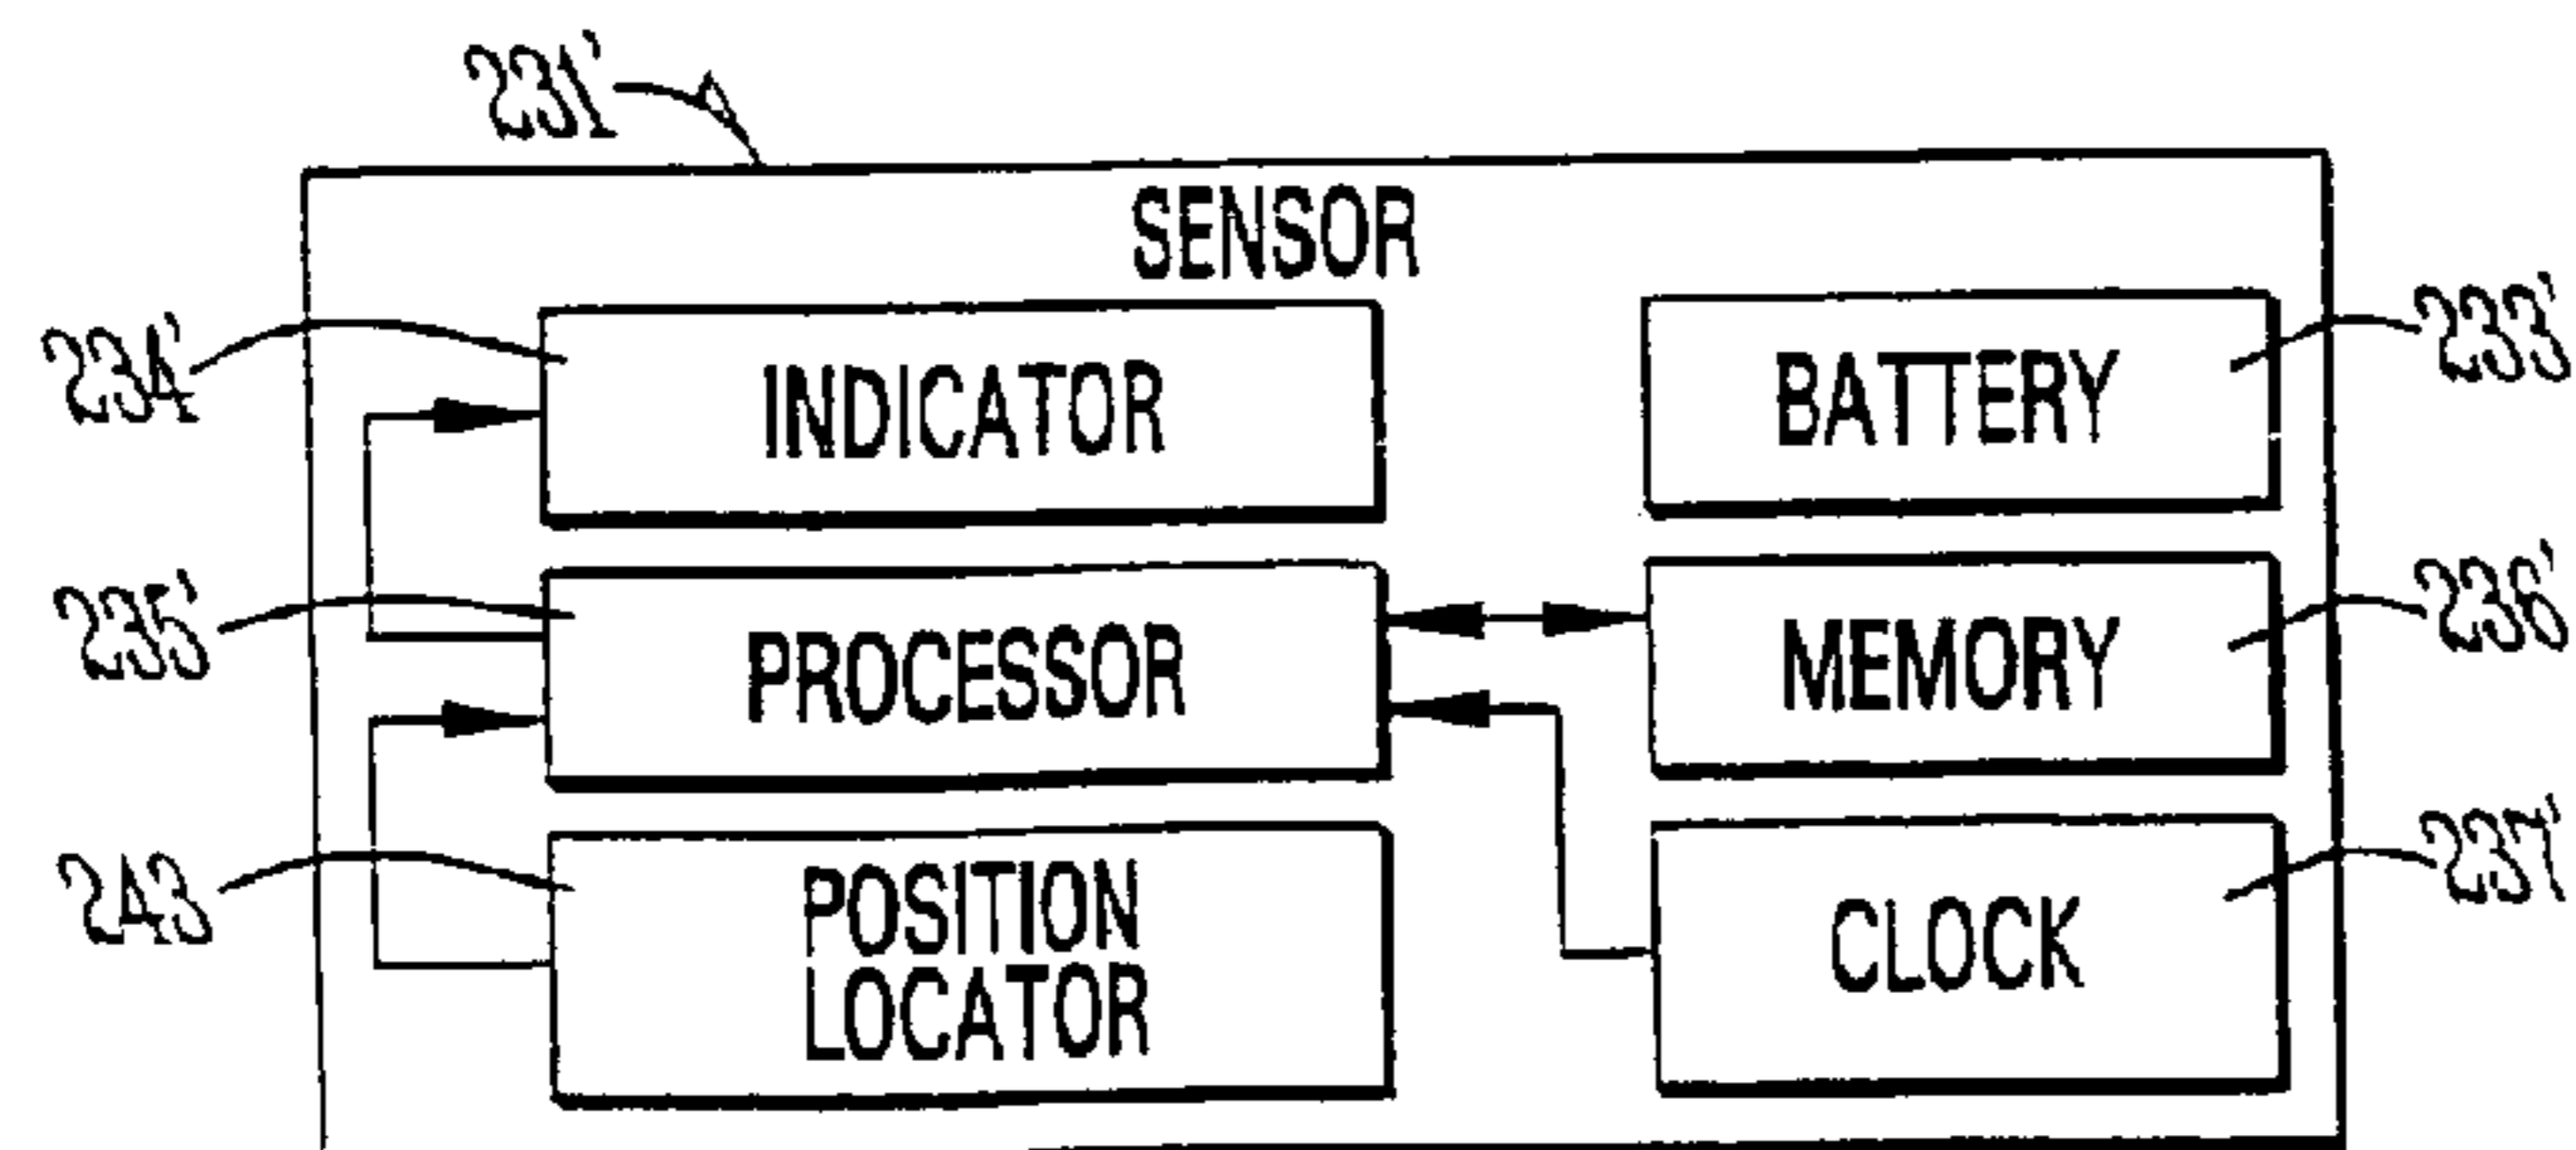 231'
SENSOR
234'
INDICATOR
BATTERY
233'
235'
PROCESSOR
MEMORY
236'
243
POSITION
LOCATOR
CLOCK
237'